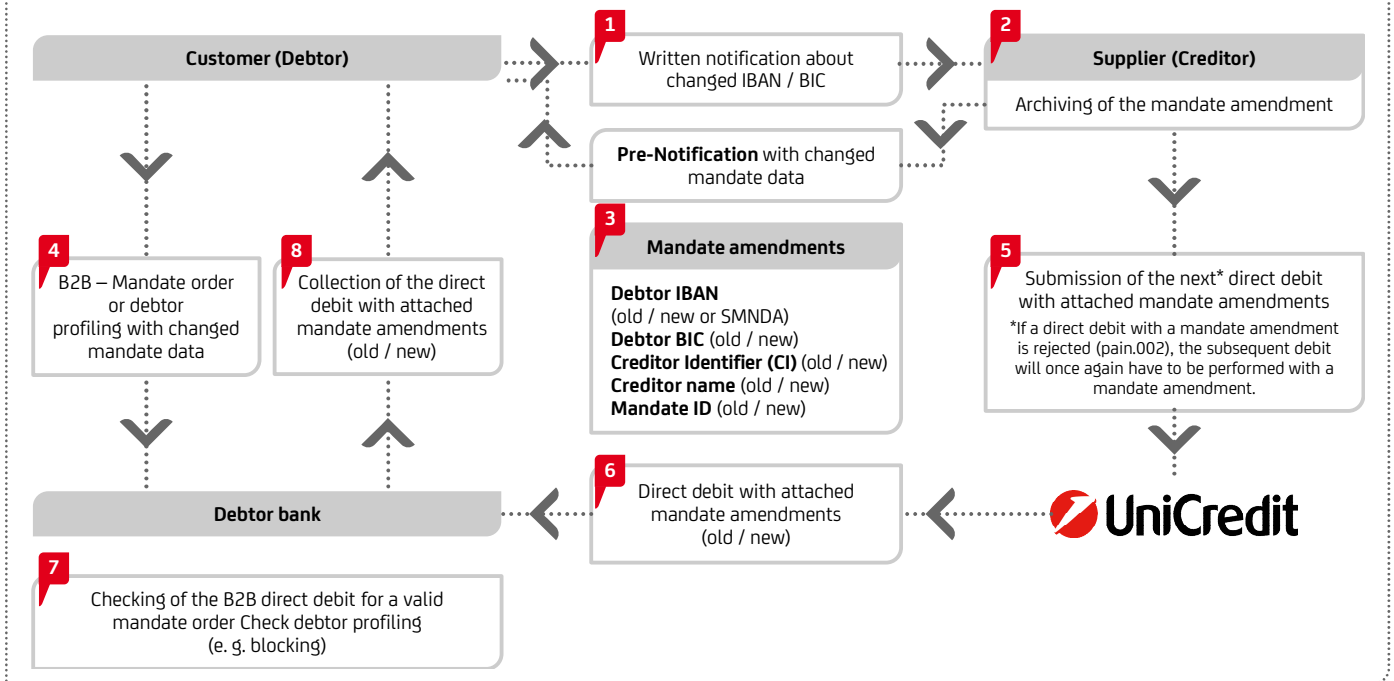 Customer (Debtor)
1
Written notification about
changed IBAN / BIC
2
Supplier (Creditor)
Archiving of the mandate amendment
Pre-Notification with changed
mandate data
3
Mandate amendments
Debtor IBAN
(old / new or SMNDA)
Debtor BIC (old / new)
Creditor Identifier (CI) (old / new)
Creditor name (old / new)
Mandate ID (old / new)
4
B2B – Mandate order
or debtor
profiling with changed
mandate data
8
Collection of the direct
debit with attached
mandate amendments
(old / new)
5
Submission of the next* direct debit
with attached mandate amendments
*If a direct debit with a mandate amendment
is rejected (pain.002), the subsequent debit
will once again have to be performed with a
mandate amendment.
Debtor bank
6
Direct debit with attached
mandate amendments
(old / new)
UniCredit
7
Checking of the B2B direct debit for a valid
mandate order Check debtor profiling
(e. g. blocking)